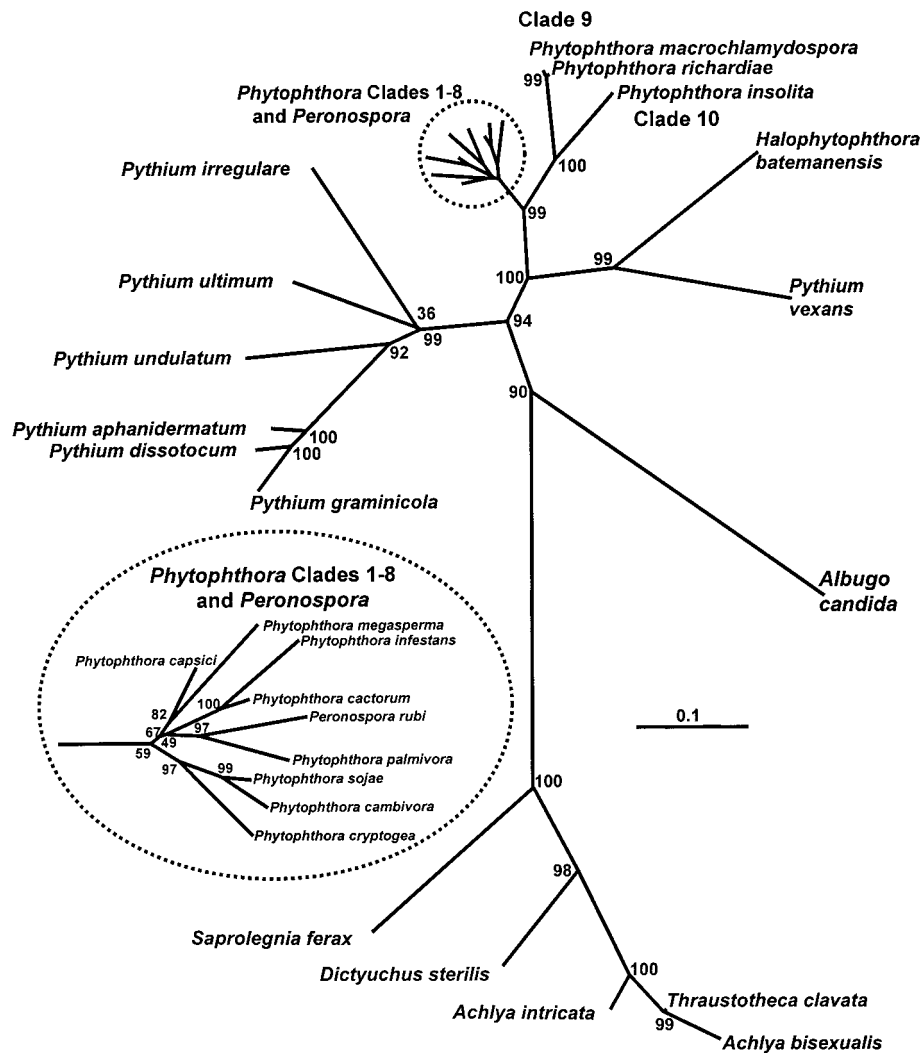 Clade 9
Phytophthora macrochlamydospora
99
Phytophthora richardiae
Phytophthora Clades 1-8
and Peronospora
Phytophthora insolita
Clade 10
Halophytophthora
batemanensis
Pythium irregulare
100
99
99
100
Pythium ultimum
Pythium
vexans
36
94
99
Pythium undulatum
92
90
Pythium aphanidermatum
100
Pythium dissotocum
100
Pythium graminicola
Phytophthora Clades 1-8
and Peronospora
Albugo
candida
Phytophthora megasperma
Phytophthora infestans
Phytophthora capsici
100
Phytophthora cactorum
82
Peronospora rubi
0.1
67
49
97
59
Phytophthora palmivora
97
99
Phytophthora sojae
100
Phytophthora cambivora
Phytophthora cryptogea
98
Saprolegnia ferax
Dictyuchus sterilis
100
Thraustotheca clavata
Achlya intricata
99
Achlya bisexualis